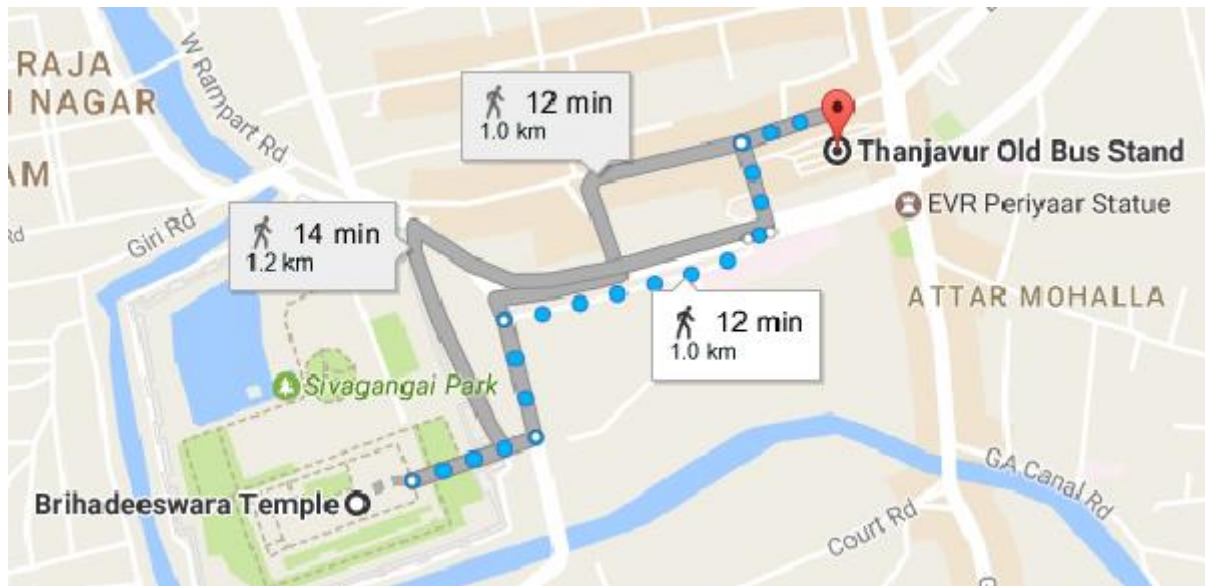 RAJA
NAGAR
AM
W Rampart Rd
Giri Rd
Rd
12 min
1.0 km
14 min
1.2 km
12 min
1.0 km
Thanjavur Old Bus Stand
EVR Periyaar Statue
ATTAR MOHALLA
Sivagangai Park
Brihadeeswara Temple
GA Canal Rd
Court Rd